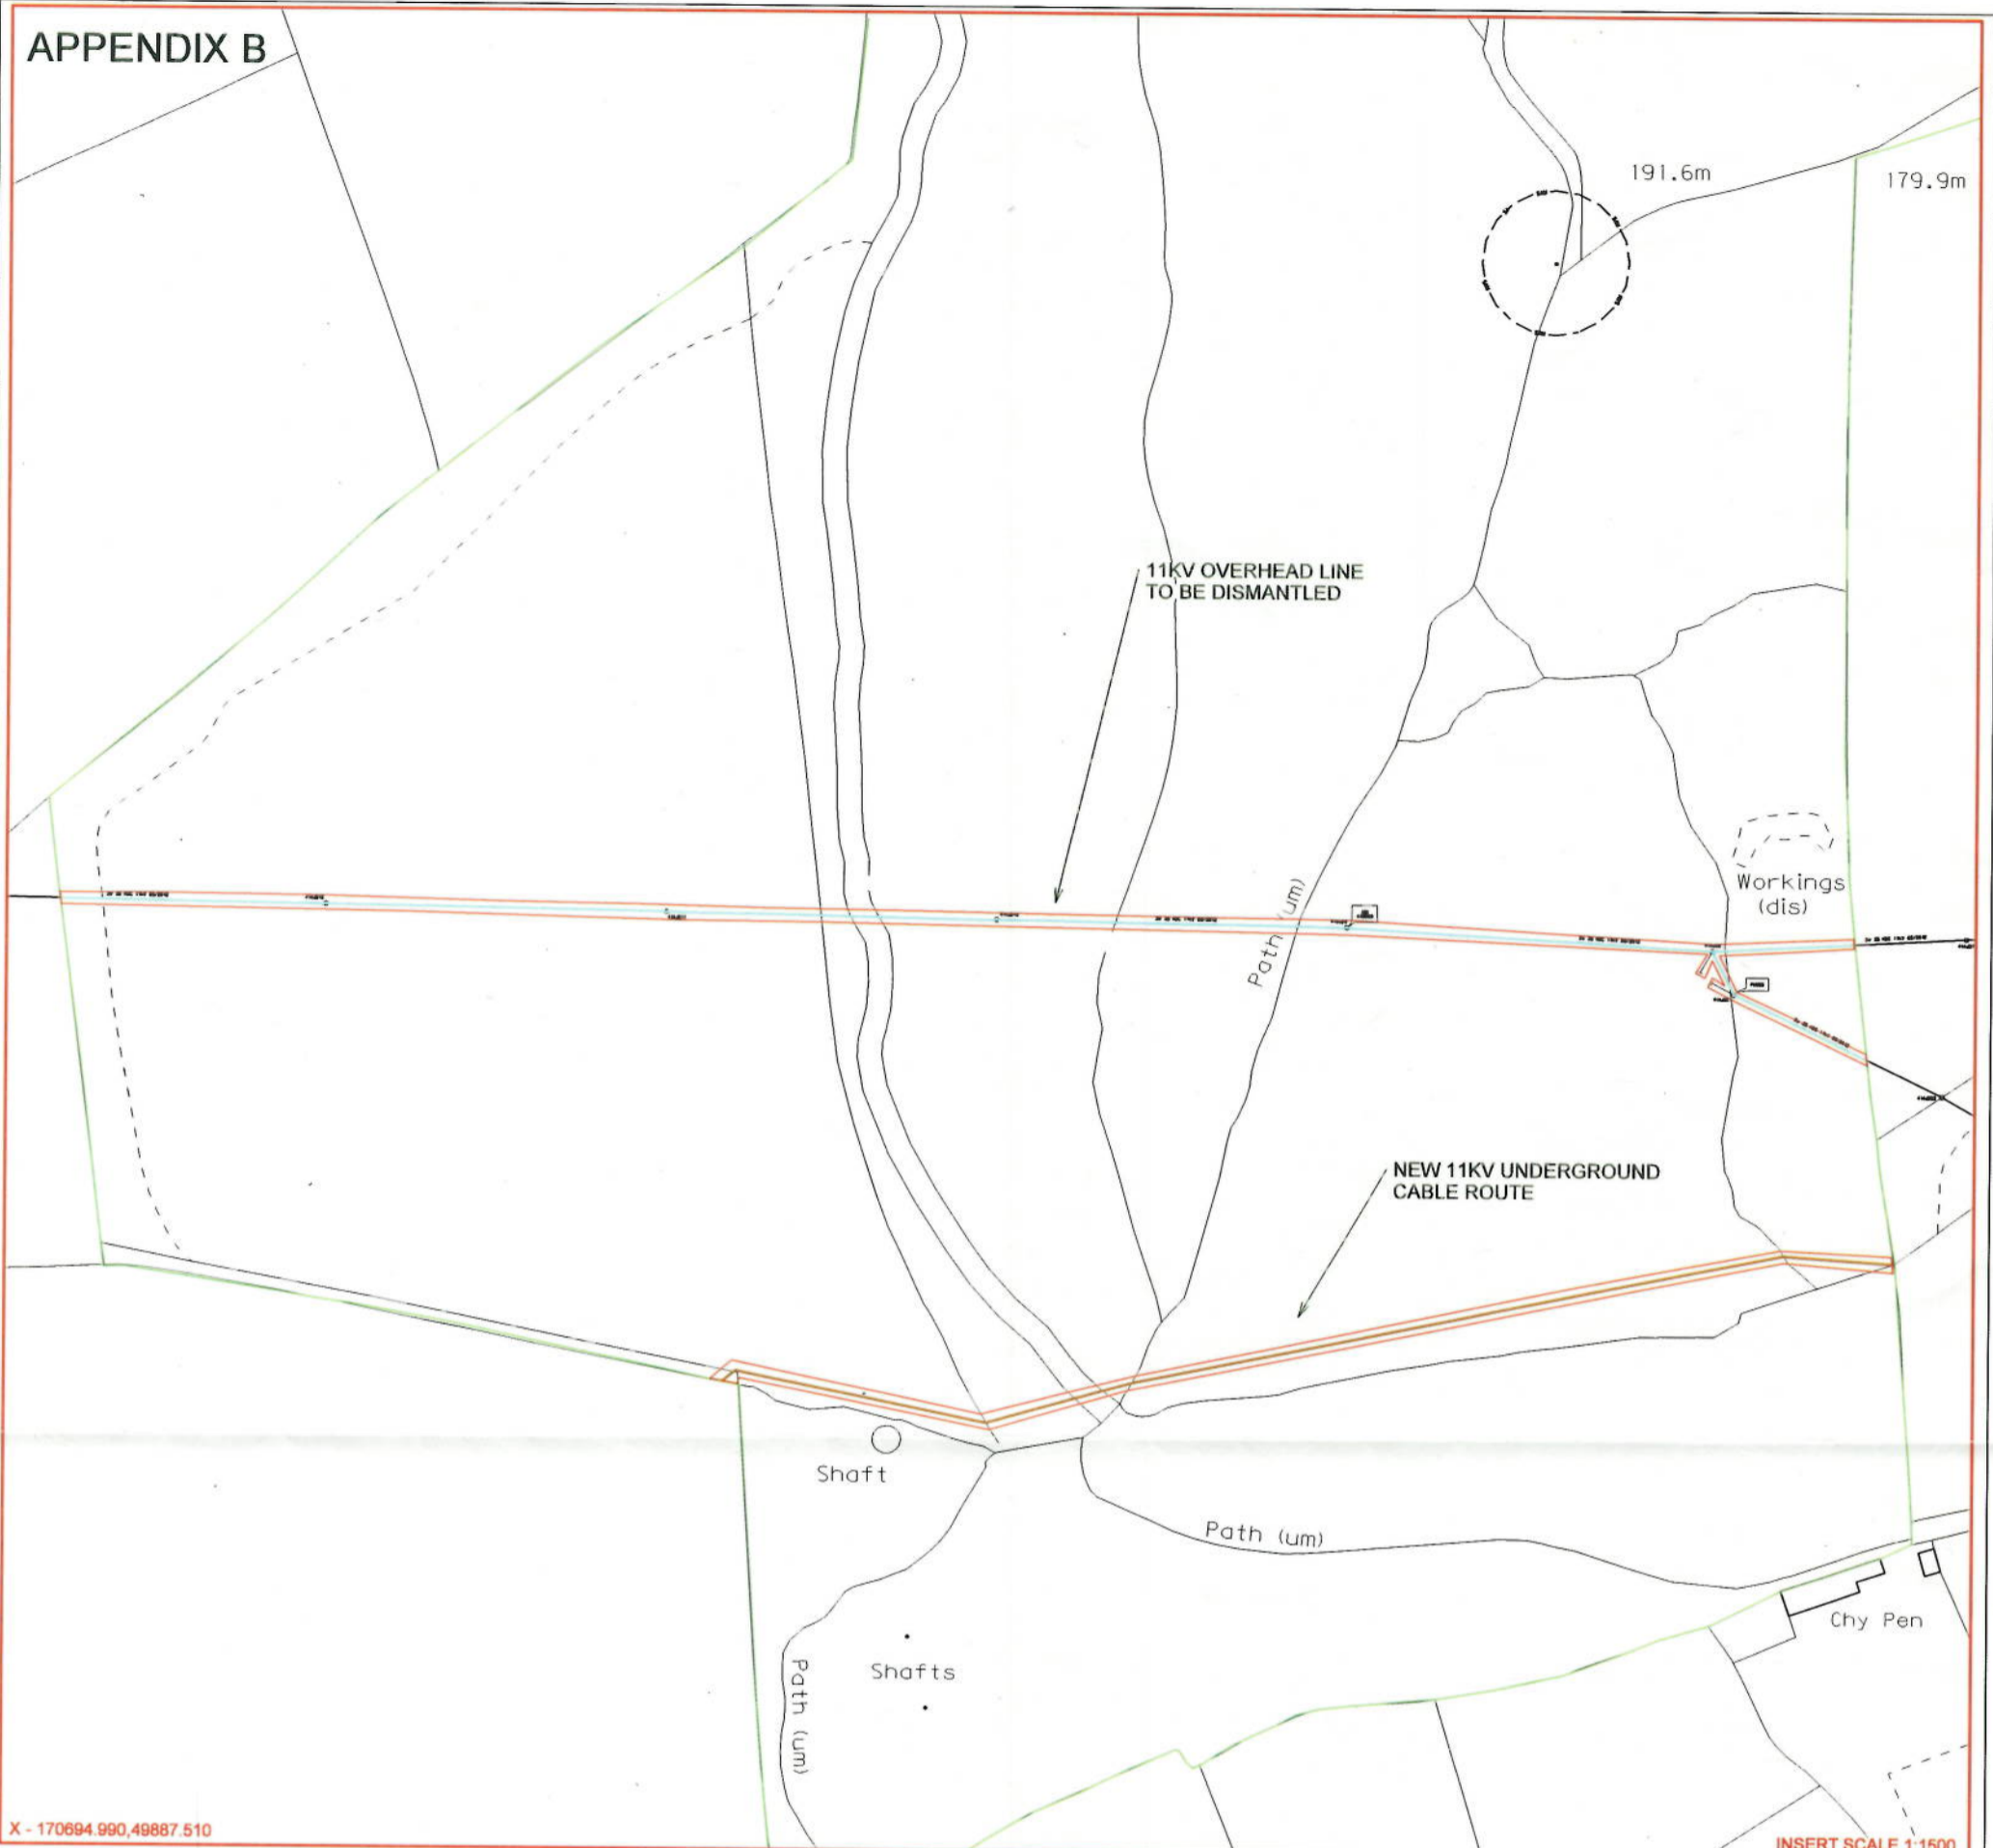 APPENDIX B
191.6m
179.9m
11KV OVERHEAD LINE
TO BE DISMANTLED
Workings
(dis)
Path (um)
NEW 11KV UNDERGROUND
CABLE ROUTE
Shaft
Path (um)
Chy Pen
Shafts
Path (um)
X - 170694.990,49887.510
INSERT SCALE 1:1500